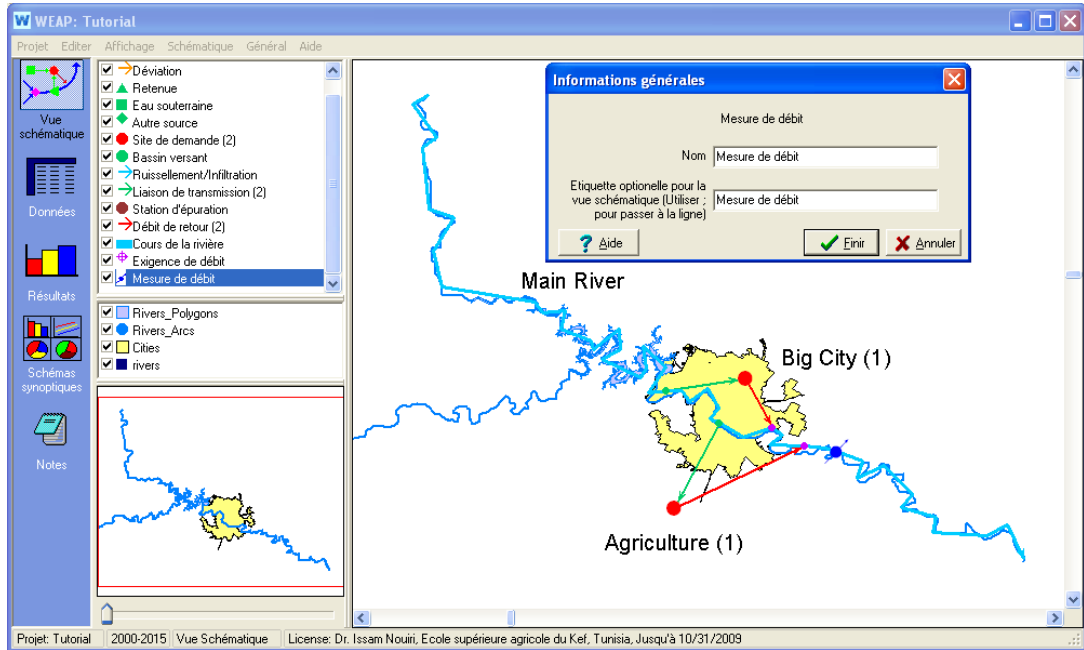 W WEAP: Tutorial
Projet Editer Affichage Schématique Général Aide
Vue schématique
Données
Résultats
Schémas synoptiques
Notes
Déviation
Retenue
Eau souterraine
Autre source
Site de demande (2)
Bassin versant
Ruissellement/Infiltration
Liaison de transmission (2)
Station d'épuration
Débit de retour (2)
Cours de la rivière
Exigence de débit
Mesure de débit
Rivers_Polygons
Rivers_Arcs
Cities
rivers
Informations générales
Mesure de débit
Nom Mesure de débit
Etiquette optionelle pour la
vue schématique (Utiliser ; Mesure de débit
pour passer à la ligne)
? Aide Finir Annuler
Main River
Big City (1)
Agriculture (1)
Projet: Tutorial 2000-2015 Vue Schématique License: Dr. Issam Nouiri, Ecole supérieure agricole du Kef, Tunisia, Jusqu'à 10/31/2009